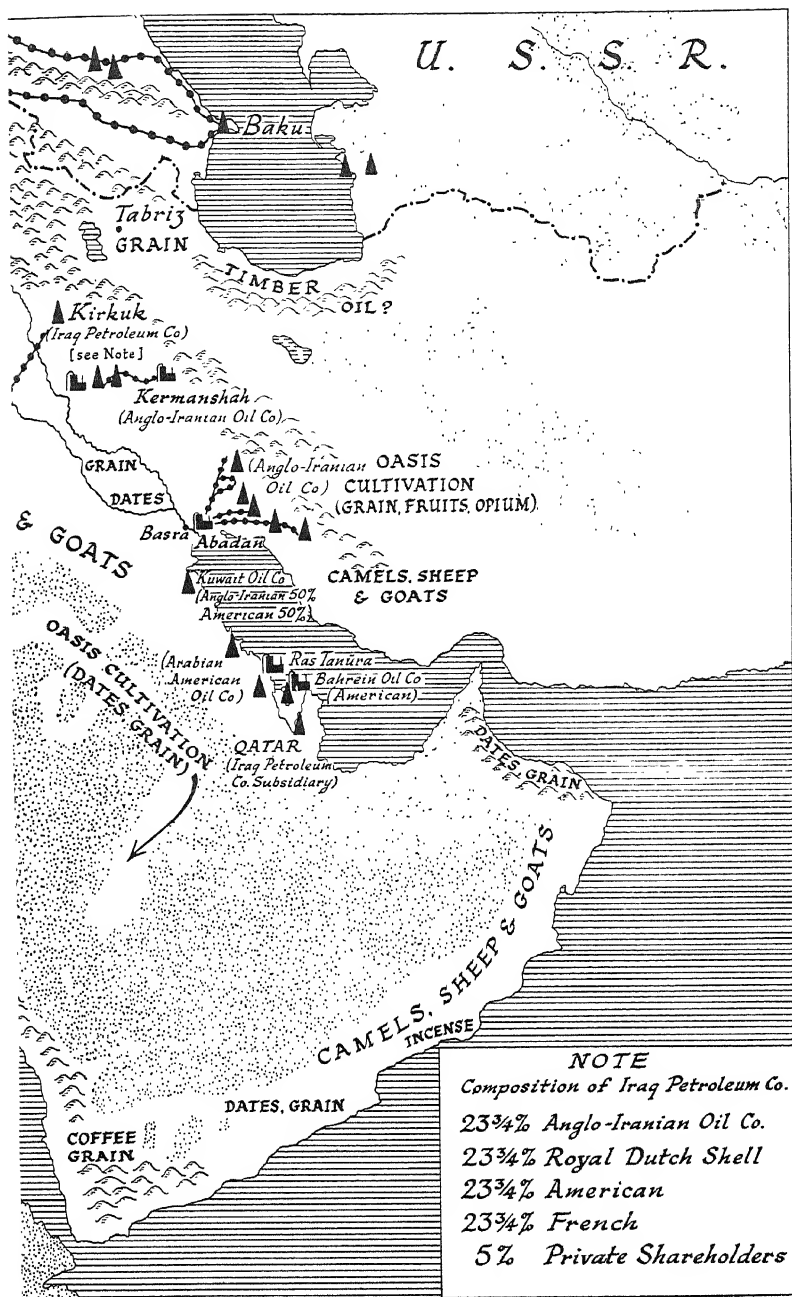 U. S. S. R.
Baku
Tabriz
GRAIN
TIMBER
OIL?
Kirkuk
(Iraq Petroleum Co)
[see Note]
Kermanshah
(Anglo-Iranian Oil Co)
GRAIN
DATES
(Anglo-Iranian
Oil Co)
OASIS
CULTIVATION
(GRAIN, FRUITS, OPIUM)
Basra
Abadan
& GOATS
Kuwait Oil Co
(Anglo-Iranian 50%
American 50%)
CAMELS, SHEEP
& GOATS
OASIS CULTIVATION
(DATES, GRAIN)
(Arabian
American
Oil Co)
Ras Tanura
Bahrein Oil Co
(American)
QATAR
(Iraq Petroleum
Co. Subsidiary)
DATES, GRAIN
CAMELS, SHEEP & GOATS
INCENSE
DATES, GRAIN
COFFEE
GRAIN
NOTE
Composition of Iraq Petroleum Co.
23¾% Anglo-Iranian Oil Co.
23¾% Royal Dutch Shell
23¾% American
23¾% French
5% Private Shareholders